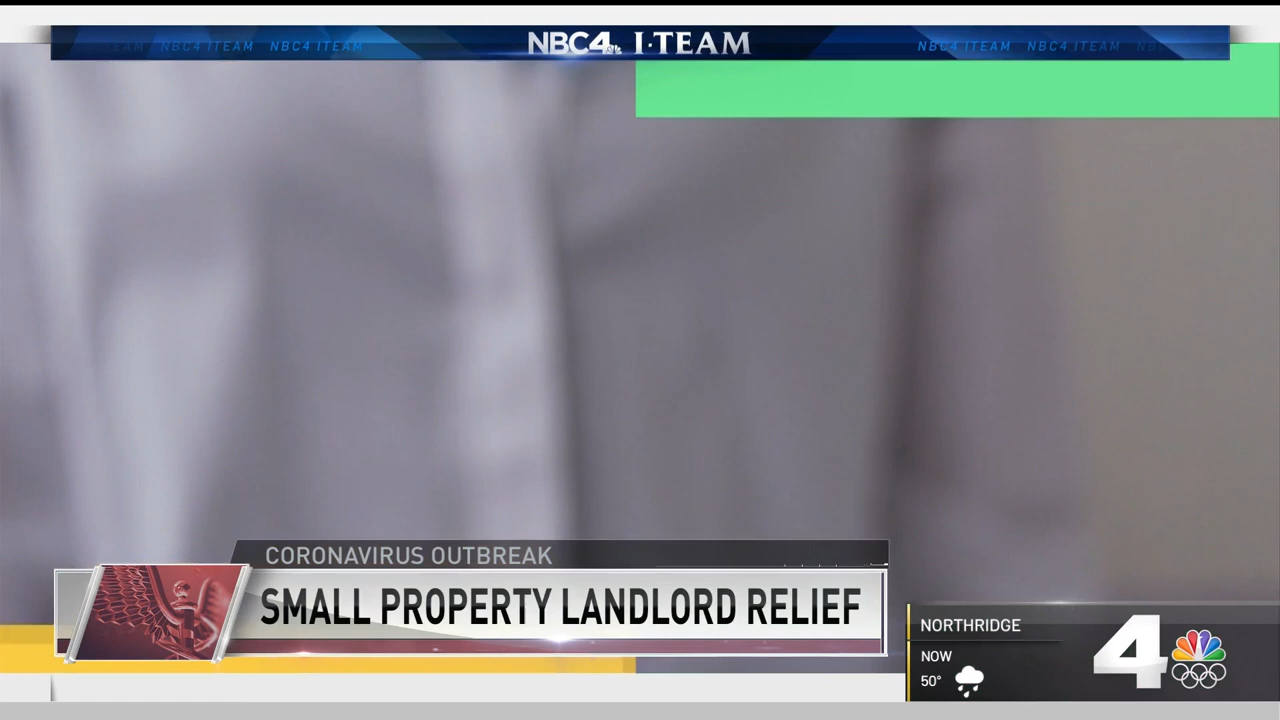 TEAM NBC4 ITEAM NBC4 ITEAM NBC4 I·TEAM NBC4 ITEAM NBC4 ITEAM
CORONAVIRUS OUTBREAK
SMALL PROPERTY LANDLORD RELIEF
NORTHRIDGE
NOW
50°
4